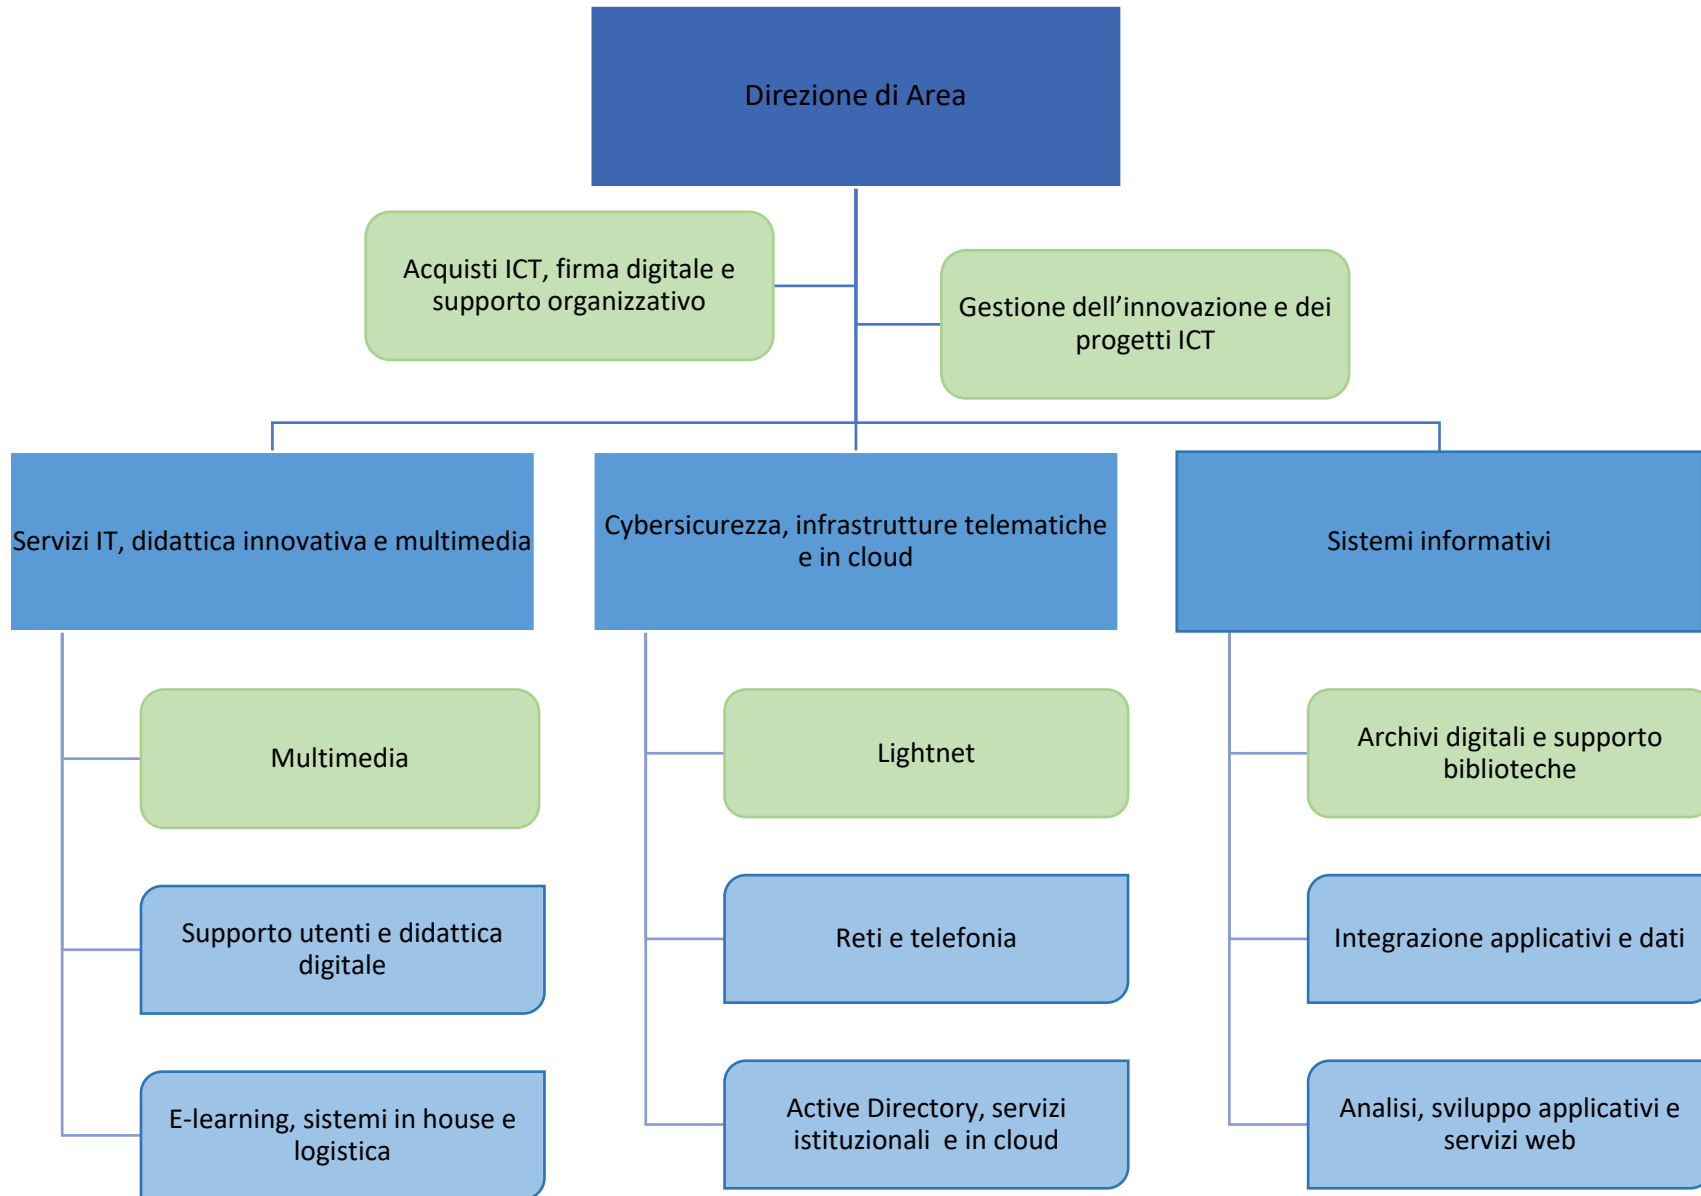 Direzione di Area
Acquisti ICT, firma digitale e
supporto organizzativo
Gestione dell’innovazione e dei
progetti ICT
Servizi IT, didattica innovativa e multimedia
Cybersicurezza, infrastrutture telematiche
e in cloud
Sistemi informativi
Multimedia
Lightnet
Archivi digitali e supporto
biblioteche
Supporto utenti e didattica
digitale
Reti e telefonia
Integrazione applicativi e dati
E-learning, sistemi in house e
logistica
Active Directory, servizi
istituzionali  e in cloud
Analisi, sviluppo applicativi e
servizi web